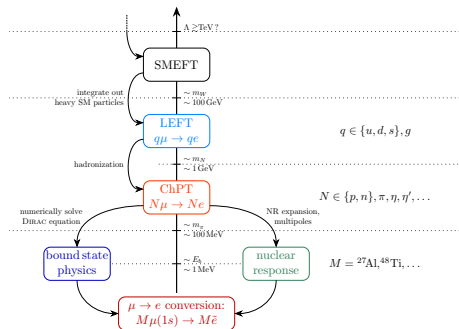 Λ ≳TeV ?
SMEFT
integrate out
heavy SM particles
∼ m_W
∼ 100 GeV
LEFT
qμ → qe
q ∈ {u, d, s}, g
hadronization
∼ m_N
∼ 1 GeV
ChPT
Nμ → Ne
N ∈ {p, n}, π, η, η′, . . .
numerically solve
DIRAC equation
∼ m_π
∼ 100 MeV
NR expansion,
multipoles
bound state
physics
∼ E_b
∼ 1 MeV
nuclear
response
M = ²⁷Al, ⁴⁸Ti, . . .
μ → e conversion:
Mμ(1s) → Mẽ